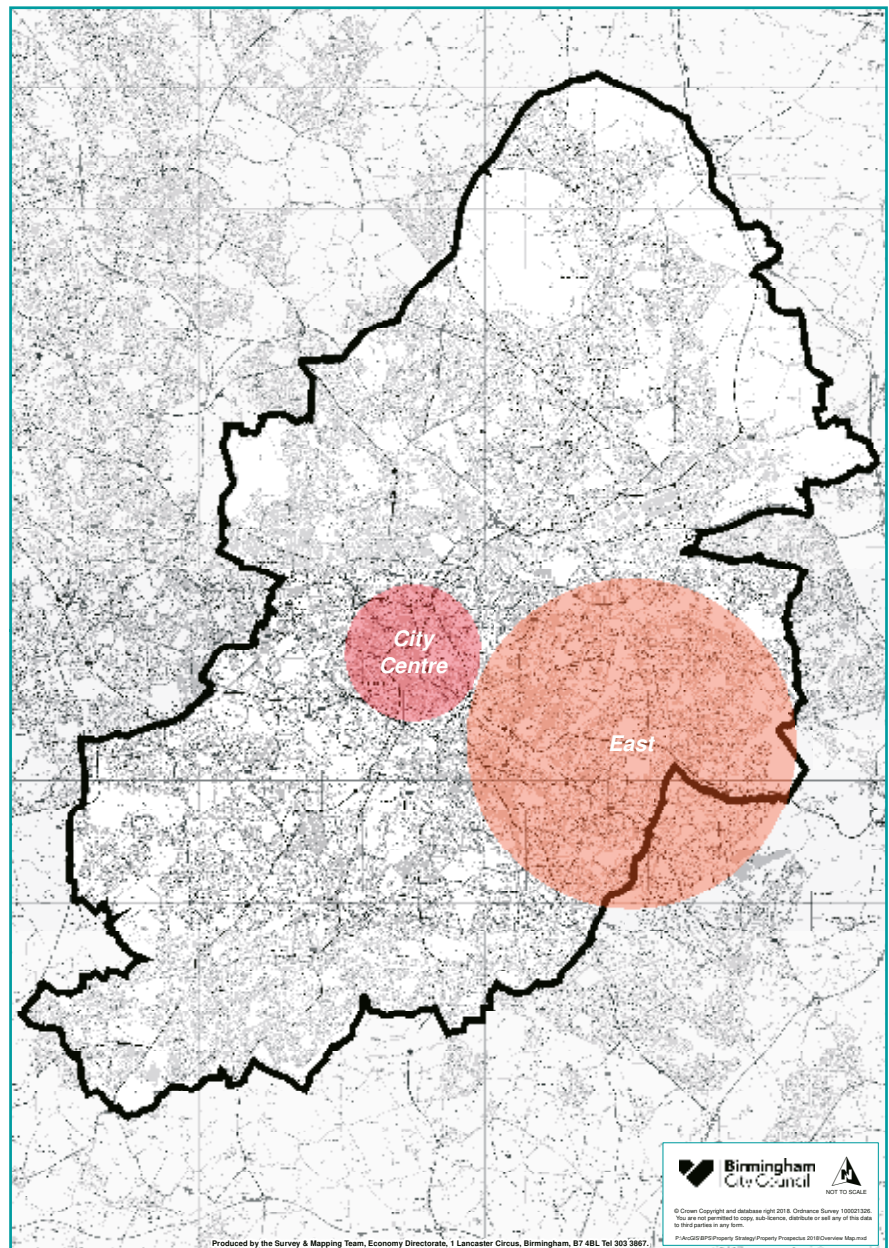 City
Centre
East
Birmingham
City Council
N
NOT TO SCALE
© Crown Copyright and database right 2018. Ordnance Survey 100021326.
You are not permitted to copy, sub-licence, distribute or sell any of this data
to third parties in any form.
P:\ArcGIS\BPS\Property Strategy\Property Prospectus 2018\Overview Map.mxd
Produced by the Survey & Mapping Team, Economy Directorate, 1 Lancaster Circus, Birmingham, B7 4BL Tel 303 3867.